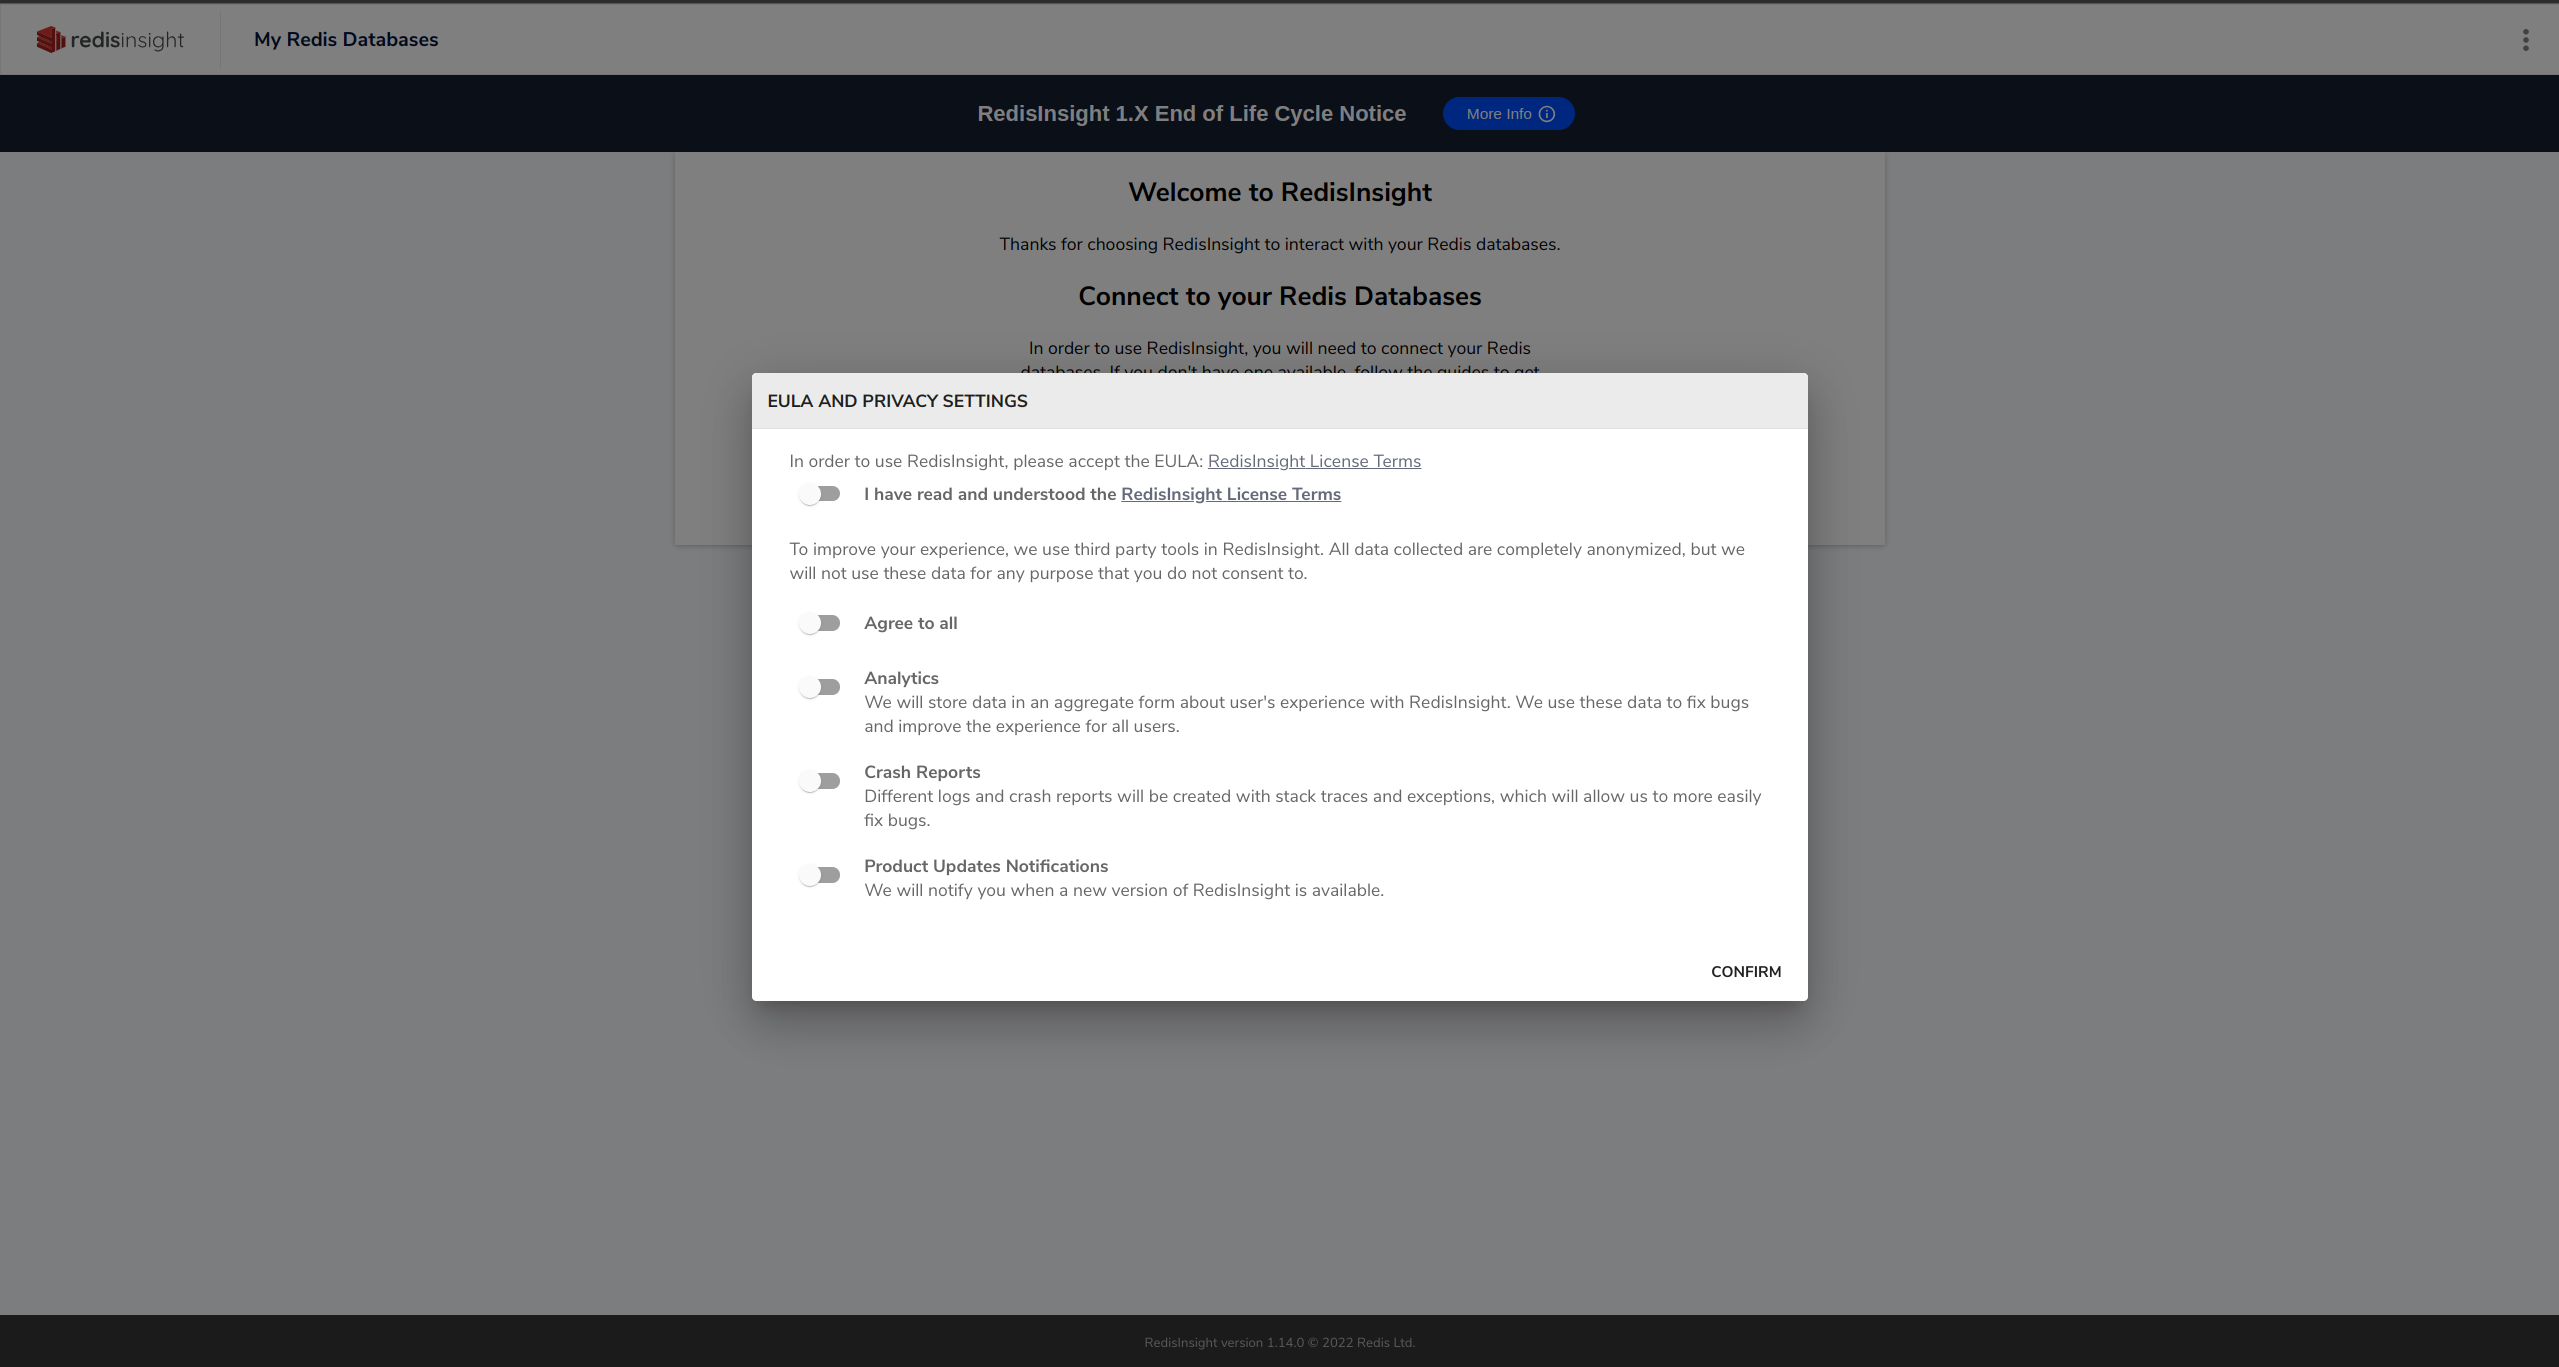 redisinsight
My Redis Databases
RedisInsight 1.X End of Life Cycle Notice
More Info
Welcome to RedisInsight
Thanks for choosing RedisInsight to interact with your Redis databases.
Connect to your Redis Databases
In order to use RedisInsight, you will need to connect your Redis
databases. If you don't have one available, follow the guides to get
EULA AND PRIVACY SETTINGS
In order to use RedisInsight, please accept the EULA: RedisInsight License Terms
I have read and understood the RedisInsight License Terms
To improve your experience, we use third party tools in RedisInsight. All data collected are completely anonymized, but we
will not use these data for any purpose that you do not consent to.
Agree to all
Analytics
We will store data in an aggregate form about user's experience with RedisInsight. We use these data to fix bugs
and improve the experience for all users.
Crash Reports
Different logs and crash reports will be created with stack traces and exceptions, which will allow us to more easily
fix bugs.
Product Updates Notifications
We will notify you when a new version of RedisInsight is available.
CONFIRM
RedisInsight version 1.14.0 © 2022 Redis Ltd.